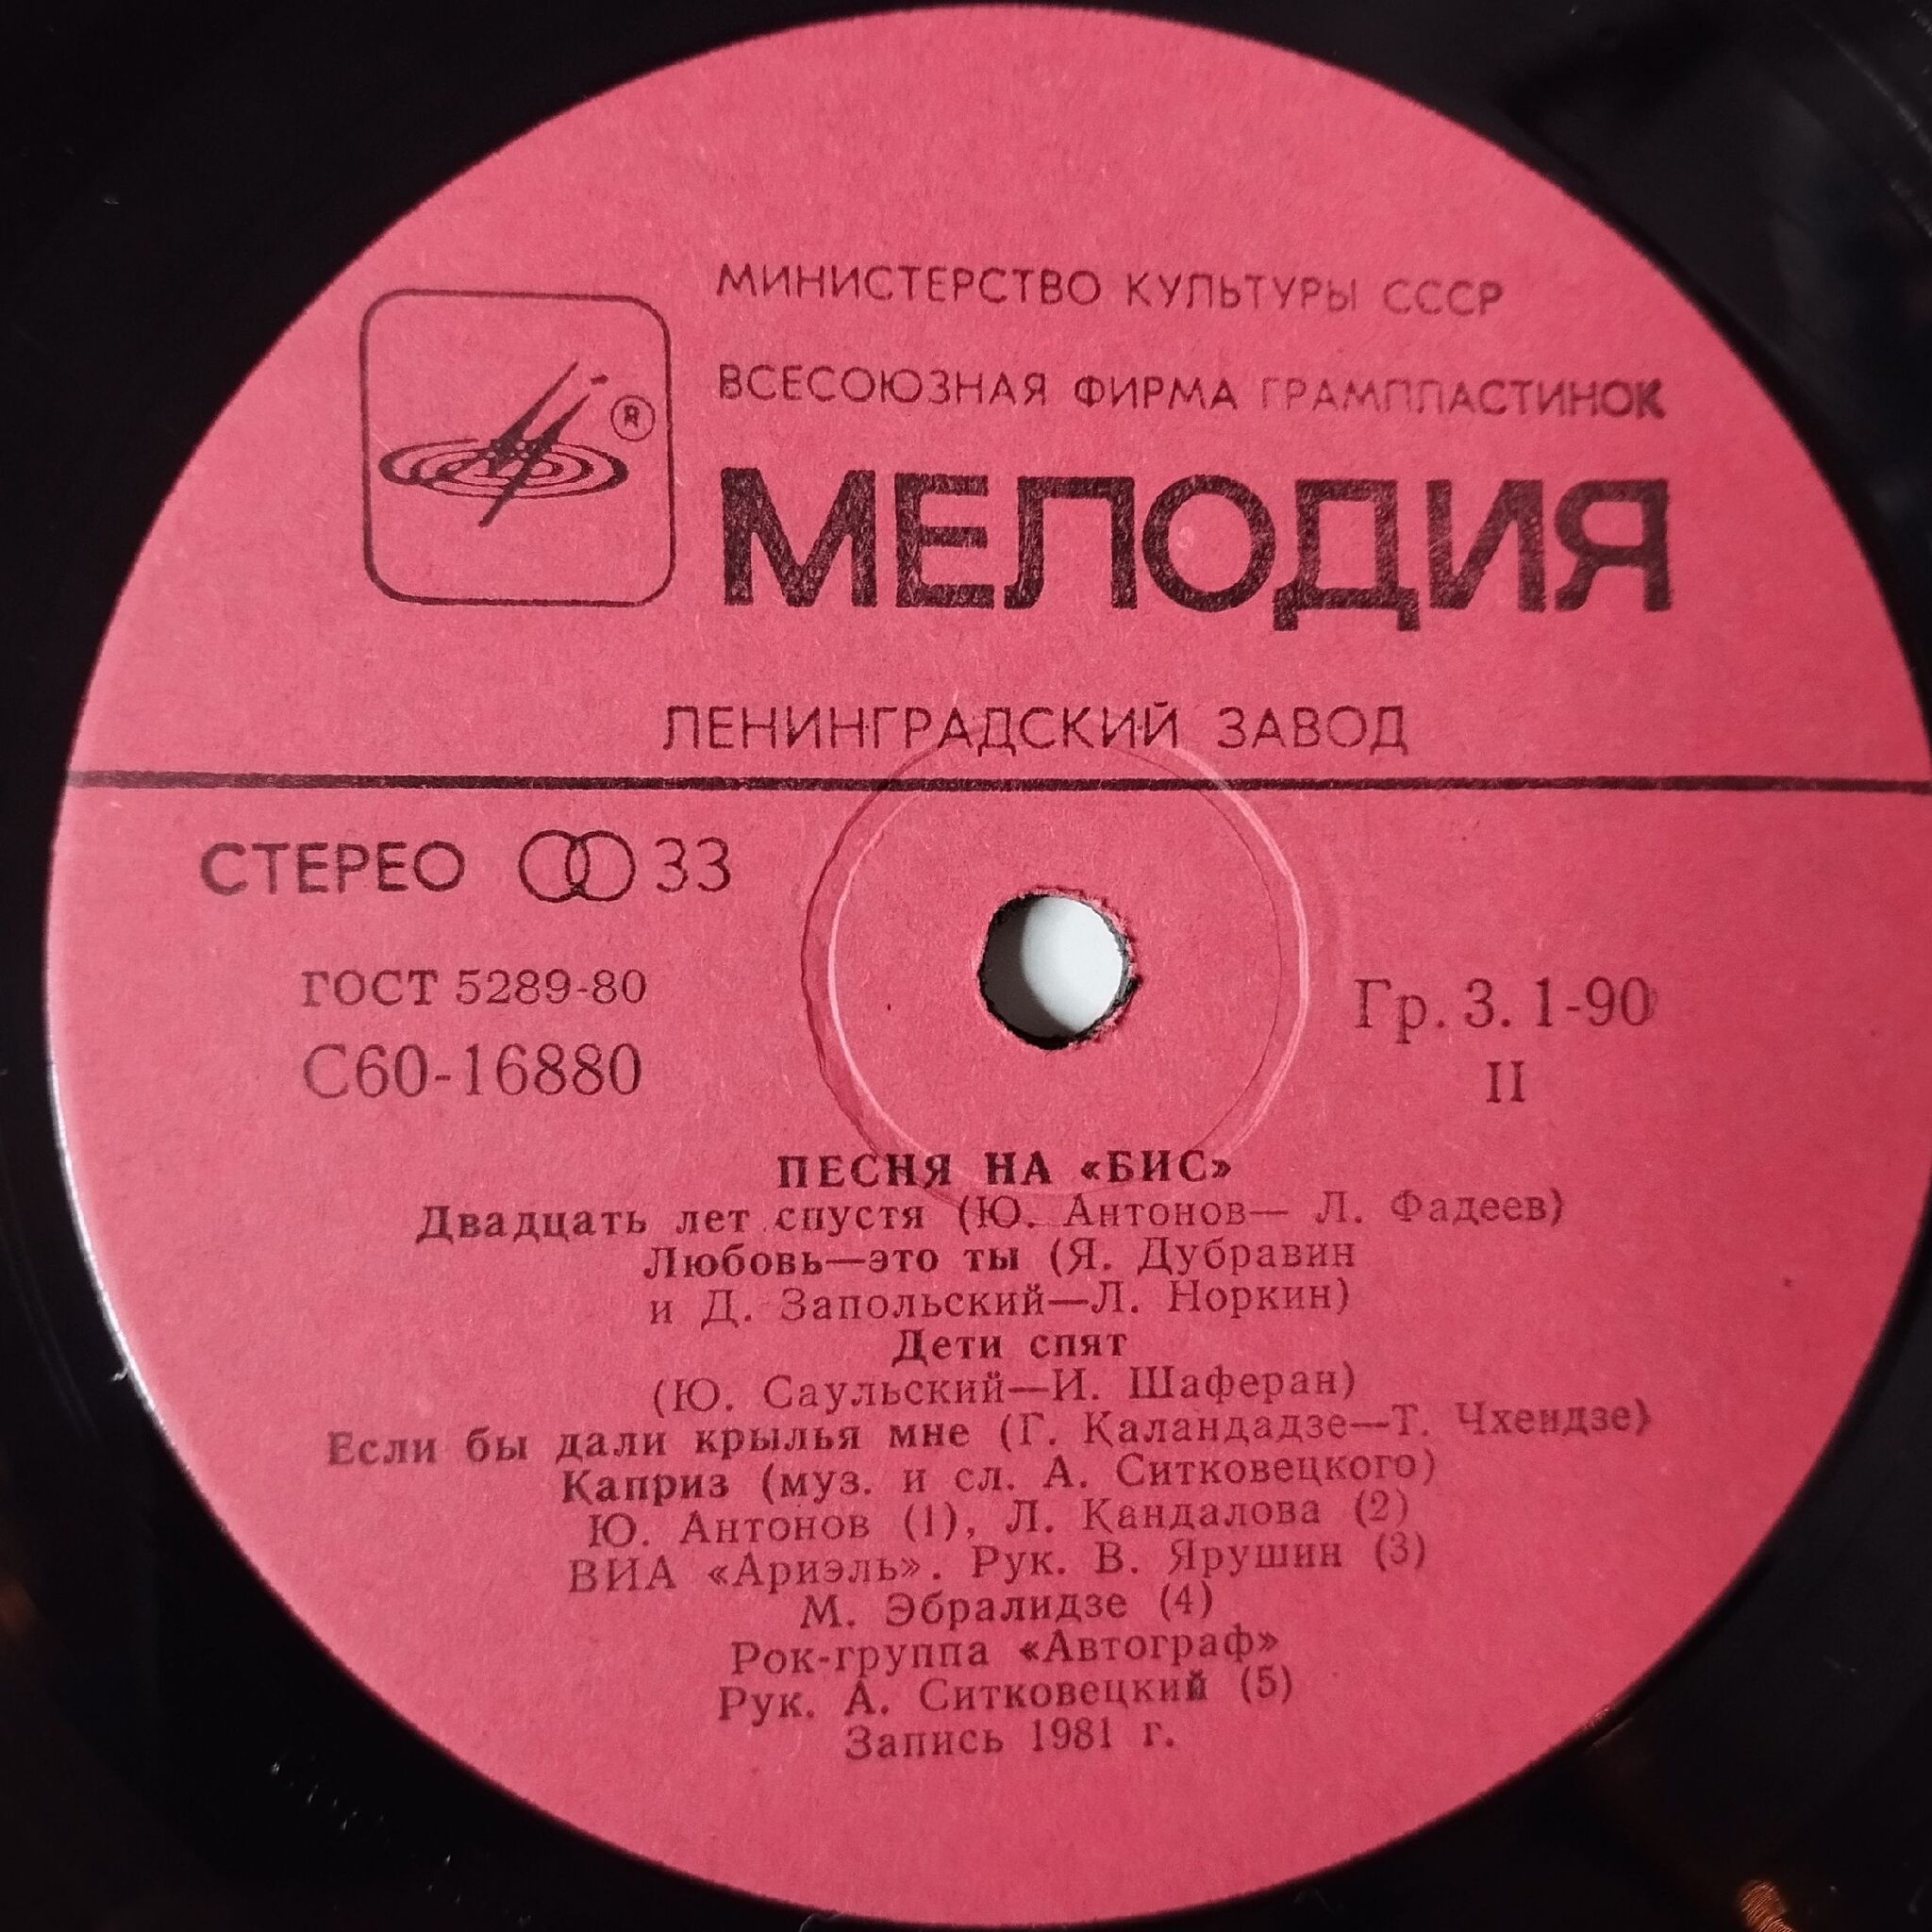 МИНИСТЕРСТВО КУЛЬТУРЫ СССР
ВСЕСОЮЗНАЯ ФИРМА ГРАМПЛАСТИНОК
®
МЕЛОДИЯ
ЛЕНИНГРАДСКИЙ ЗАВОД
СТЕРЕО 33
ГОСТ 5289-80
С60-16880
Гр. 3. 1-90
II
ПЕСНЯ НА «БИС»
Двадцать лет спустя (Ю. Антонов— Л. Фадеев)
Любовь—это ты (Я. Дубравин
и Д. Запольский—Л. Норкин)
Дети спят
(Ю. Саульский—И. Шаферан)
Если бы дали крылья мне (Г. Каландадзе—Т. Чхеидзе)
Каприз (муз. и сл. А. Ситковецкого)
Ю. Антонов (1), Л. Кандалова (2)
ВИА «Ариэль». Рук. В. Ярушин (3)
М. Эбралидзе (4)
Рок-группа «Автограф»
Рук. А. Ситковецкий (5)
Запись 1981 г.